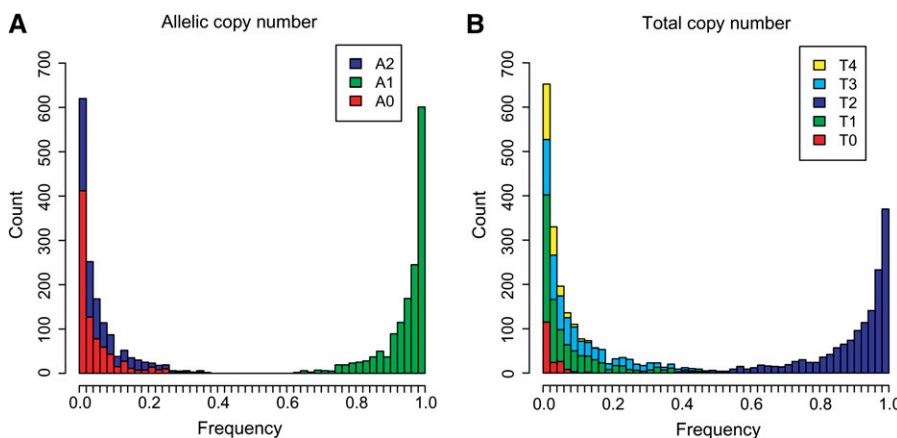 A
Allelic copy number
A2
A1
A0
Count
0 100 200 300 400 500 600 700
0.0 0.2 0.4 0.6 0.8 1.0
Frequency
B
Total copy number
T4
T3
T2
T1
T0
Count
0 100 200 300 400 500 600 700
0.0 0.2 0.4 0.6 0.8 1.0
Frequency